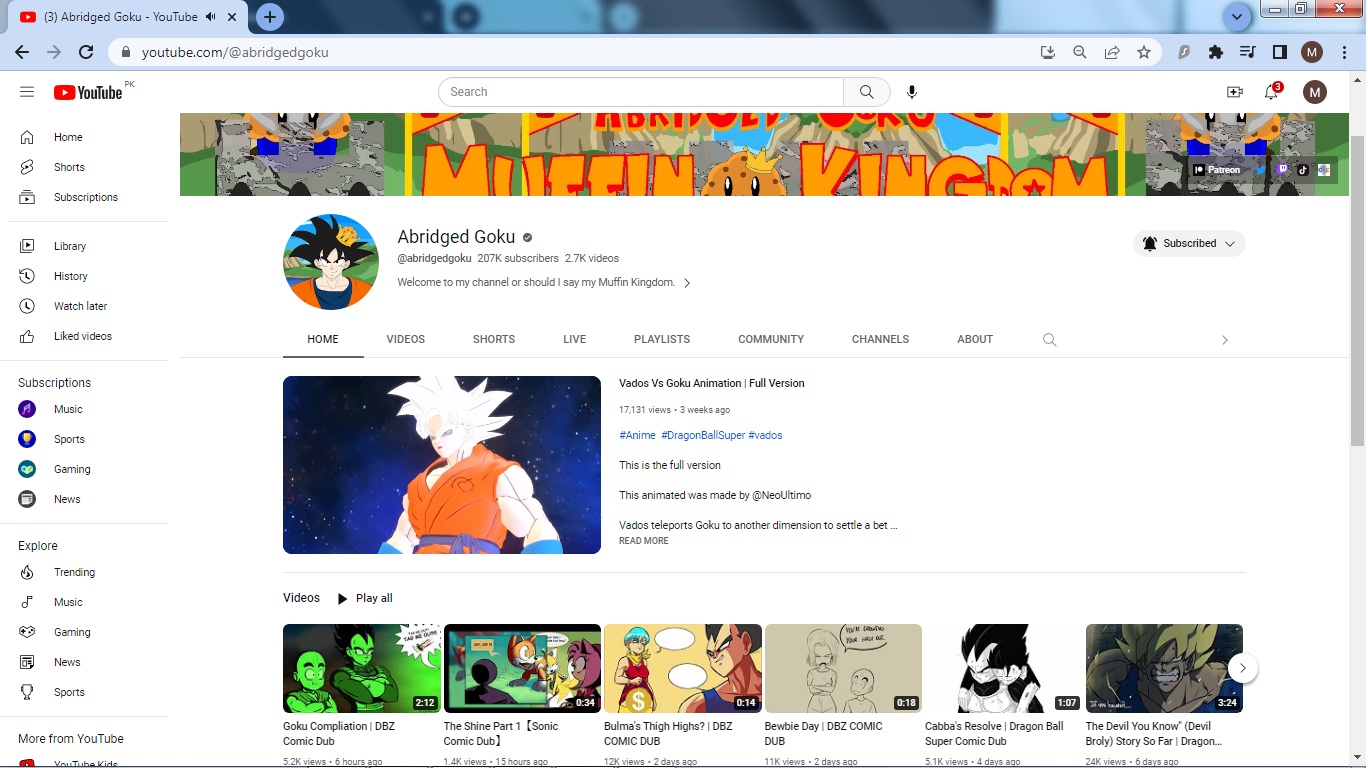 (3) Abridged Goku - YouTube
youtube.com/@abridgedgoku
M
YouTube PK
Search
3
M
Home
Shorts
Subscriptions
Library
History
Watch later
Liked videos
Subscriptions
Music
Sports
Gaming
News
Explore
Trending
Music
Gaming
News
Sports
More from YouTube
YouTube Kids
ABRIDGED GOKU
MUFFIN KINGDOM
Patreon
Abridged Goku
@abridgedgoku 207K subscribers 2.7K videos
Welcome to my channel or should I say my Muffin Kingdom.
Subscribed
HOME VIDEOS SHORTS LIVE PLAYLISTS COMMUNITY CHANNELS ABOUT
Vados Vs Goku Animation | Full Version
17,131 views • 3 weeks ago
#Anime #DragonBallSuper #vados
This is the full version
This animated was made by @NeoUltimo
Vados teleports Goku to another dimension to settle a bet ...
READ MORE
Videos Play all
2:12
Goku Compliation | DBZ
Comic Dub
5.2K views • 6 hours ago
0:34
The Shine Part 1【Sonic
Comic Dub】
1.4K views • 15 hours ago
$
0:14
Bulma's Thigh Highs? | DBZ
COMIC DUB
12K views • 2 days ago
YOU'RE DRAWING
YOUR HAIR OUT
0:18
Bewbie Day | DBZ COMIC
DUB
11K views • 2 days ago
1:07
Cabba's Resolve | Dragon Ball
Super Comic Dub
5.1K views • 4 days ago
3:24
The Devil You Know" (Devil
Broly) Story So Far | Dragon...
24K views • 6 days ago